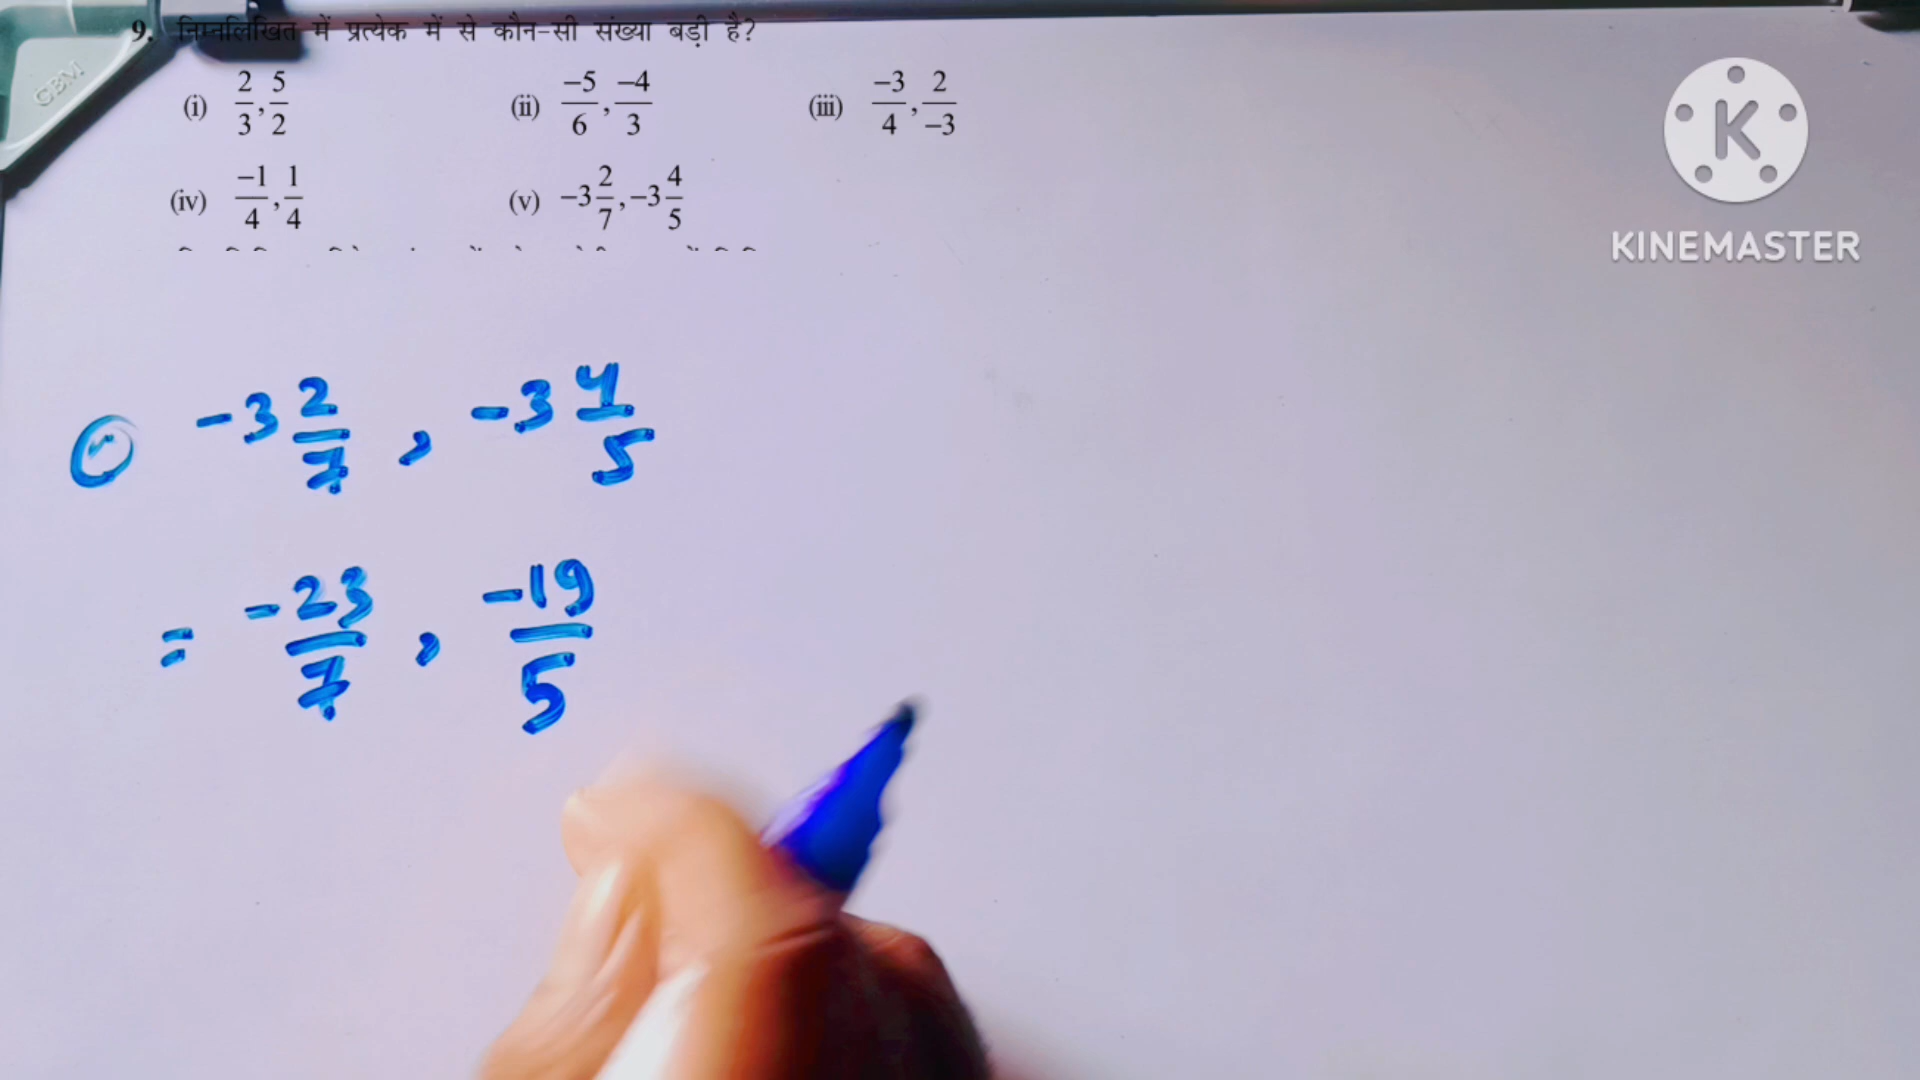 CBM
9. निम्नलिखित में प्रत्येक में से कौन-सी संख्या बड़ी है?
(i) 2/3, 5/2 (ii) -5/6, -4/3 (iii) -3/4, 2/-3
(iv) -1/4, 1/4 (v) -3 2/7, -3 4/5
K
KINEMASTER
-3 2/7, -3 4/5
= -23/7, -19/5